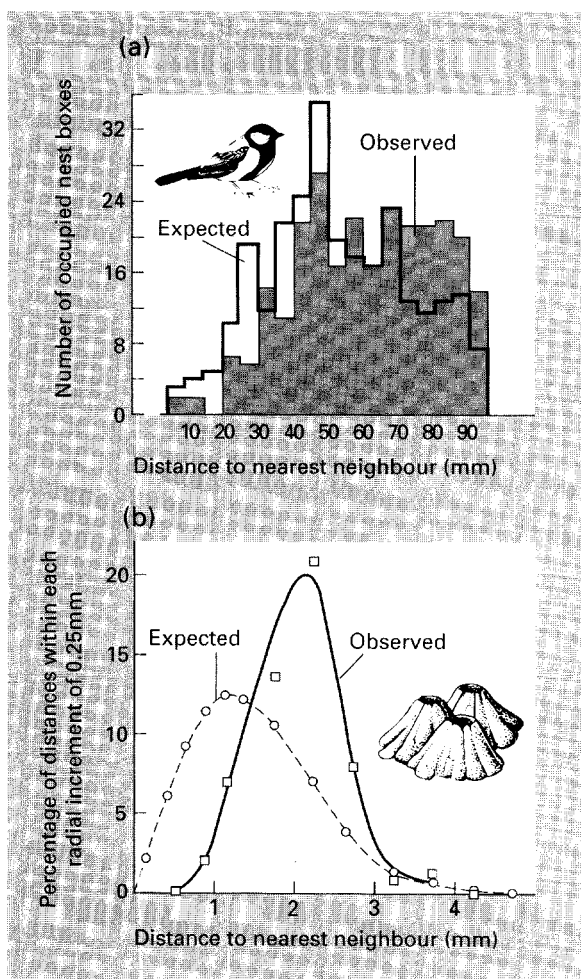 (a)
Number of occupied nest boxes
32
24
16
8
0
Observed
Expected
10 20 30 40 50 60 70 80 90
Distance to nearest neighbour (mm)
(b)
Percentage of distances within each
radial increment of 0.25mm
20
15
10
5
0
Expected
Observed
1 2 3 4
Distance to nearest neighbour (mm)